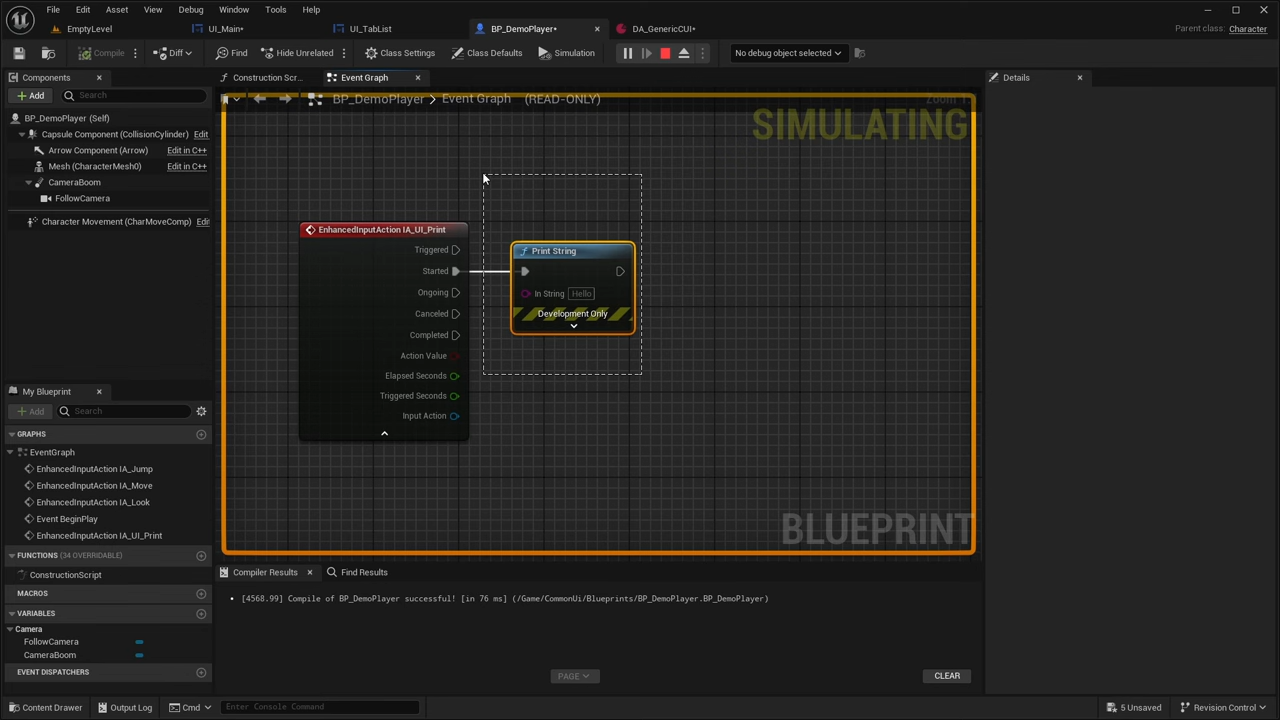 File Edit Asset View Debug Window Tools Help
EmptyLevel UI_Main* UI_TabList BP_DemoPlayer* DA_GenericCUI*
Parent class: Character
Compile Diff Find Hide Unrelated Class Settings Class Defaults Simulation No debug object selected
Components
Construction Scr... Event Graph
Details
+ Add Search
BP_DemoPlayer > Event Graph (READ-ONLY)
SIMULATING
BP_DemoPlayer (Self)
Capsule Component (CollisionCylinder) Edit
Arrow Component (Arrow) Edit in C++
Mesh (CharacterMesh0) Edit in C++
CameraBoom
FollowCamera
Character Movement (CharMoveComp) Edi
EnhancedInputAction IA_UI_Print
Triggered
Started
Ongoing
Canceled
Completed
Action Value
Elapsed Seconds
Triggered Seconds
Input Action
Print String
In String Hello
Development Only
BLUEPRINT
My Blueprint
+ Add Search
GRAPHS
EventGraph
EnhancedInputAction IA_Jump
EnhancedInputAction IA_Move
EnhancedInputAction IA_Look
Event BeginPlay
EnhancedInputAction IA_UI_Print
FUNCTIONS (34 OVERRIDABLE)
ConstructionScript
MACROS
VARIABLES
Camera
FollowCamera
CameraBoom
EVENT DISPATCHERS
Compiler Results Find Results
[4568.99] Compile of BP_DemoPlayer successful! [in 76 ms] (/Game/CommonUi/Blueprints/BP_DemoPlayer.BP_DemoPlayer)
PAGE CLEAR
Content Drawer Output Log Cmd Enter Console Command 5 Unsaved Revision Control